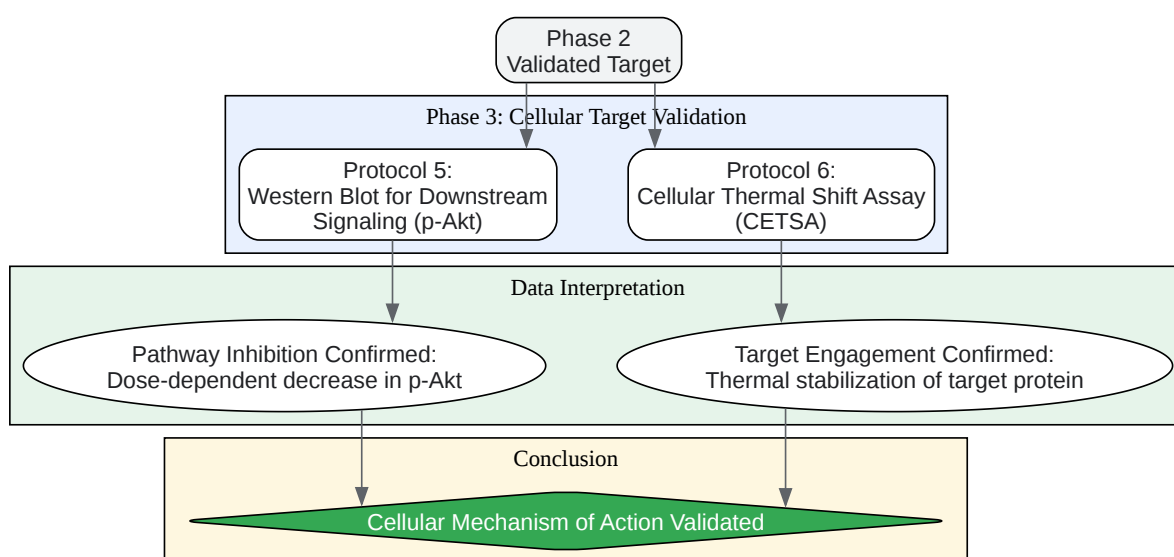 Phase 2
Validated Target
Phase 3: Cellular Target Validation
Protocol 5:
Western Blot for Downstream
Signaling (p-Akt)
Protocol 6:
Cellular Thermal Shift Assay
(CETSA)
Data Interpretation
Pathway Inhibition Confirmed:
Dose-dependent decrease in p-Akt
Target Engagement Confirmed:
Thermal stabilization of target protein
Conclusion
Cellular Mechanism of Action Validated